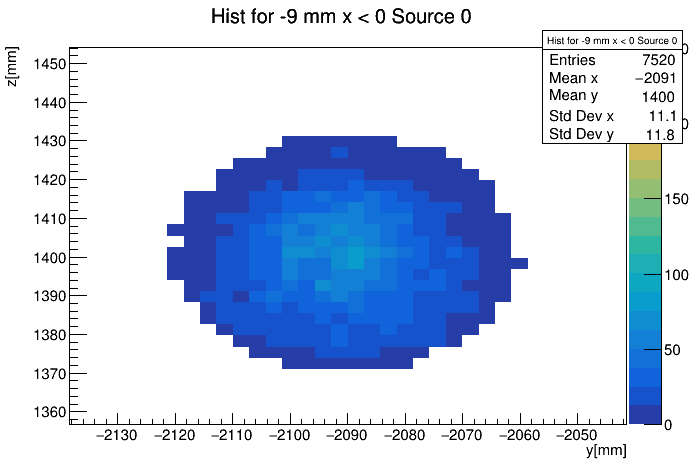 Hist for -9 mm x < 0 Source 0
z[mm]
Hist for -9 mm x < 0 Source 0
Entries 7520
Mean x −2091
Mean y 1400
Std Dev x 11.1
Std Dev y 11.8
1450
1440
1430
1420
1410
1400
1390
1380
1370
1360
150
100
50
0
−2130 −2120 −2110 −2100 −2090 −2080 −2070 −2060 −2050
y[mm]